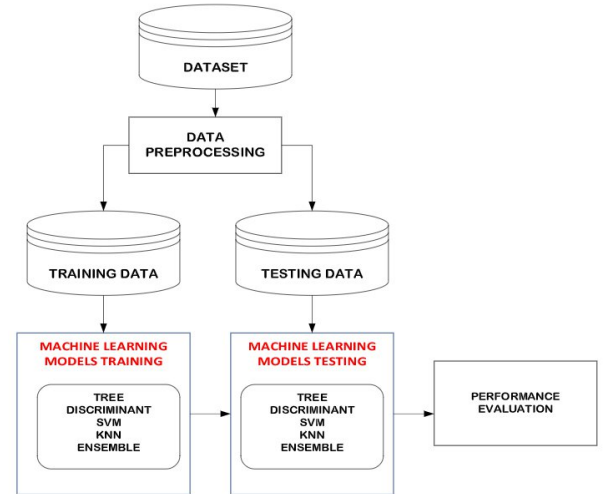 DATASET
DATA
PREPROCESSING
TRAINING DATA
TESTING DATA
MACHINE LEARNING
MODELS TRAINING
TREE
DISCRIMINANT
SVM
KNN
ENSEMBLE
MACHINE LEARNING
MODELS TESTING
TREE
DISCRIMINANT
SVM
KNN
ENSEMBLE
PERFORMANCE
EVALUATION